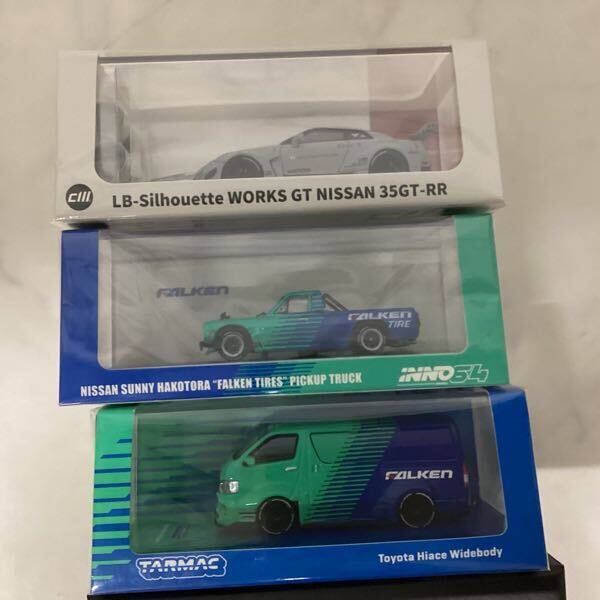 CIII LB-Silhouette WORKS GT NISSAN 35GT-RR
FALKEN
FALKEN
TIRE
NISSAN SUNNY HAKOTORA "FALKEN TIRES" PICKUP TRUCK INNO64
FALKEN
TARMAC Toyota Hiace Widebody